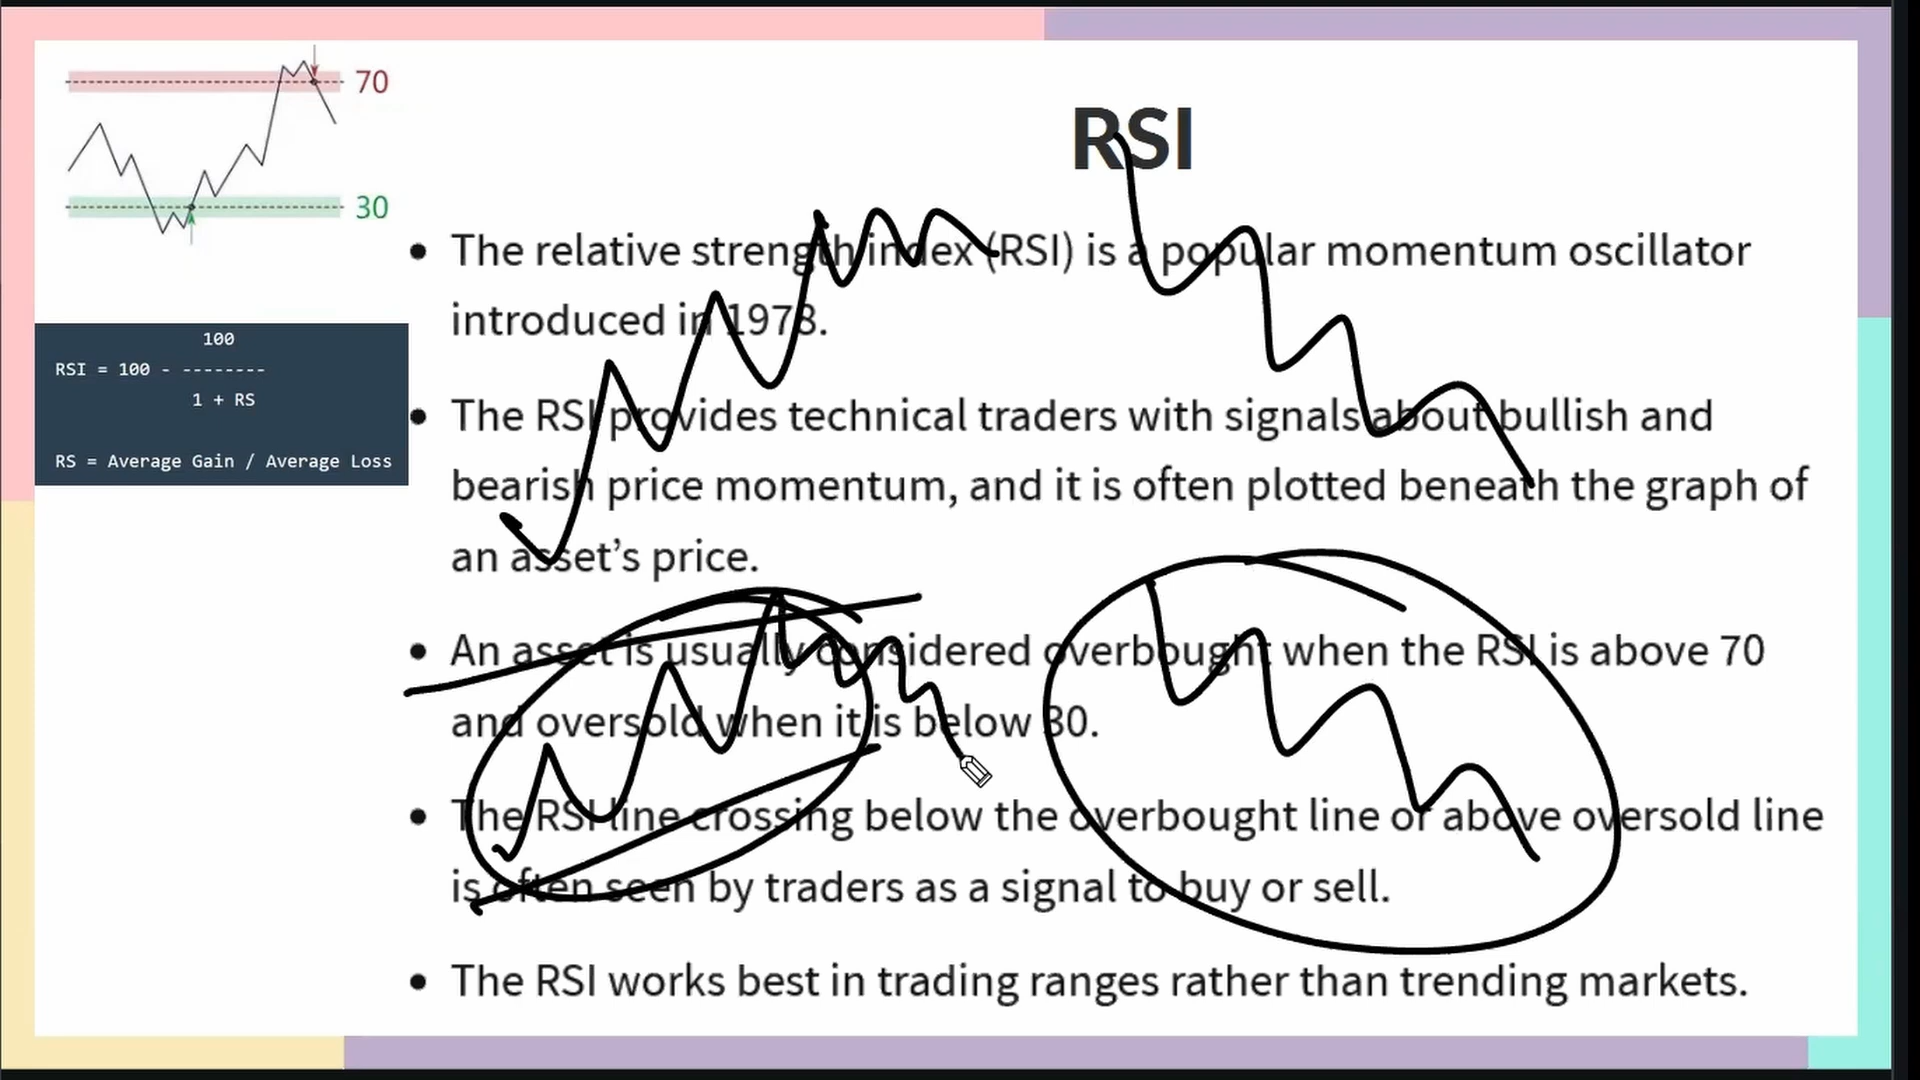 70
30
100
RSI = 100 - --------
1 + RS
RS = Average Gain / Average Loss
RSI
• The relative strength index (RSI) is a popular momentum oscillator
introduced in 1978.
• The RSI provides technical traders with signals about bullish and
bearish price momentum, and it is often plotted beneath the graph of
an asset’s price.
• An asset is usually considered overbought when the RSI is above 70
and oversold when it is below 30.
• The RSI line crossing below the overbought line or above oversold line
is often seen by traders as a signal to buy or sell.
• The RSI works best in trading ranges rather than trending markets.